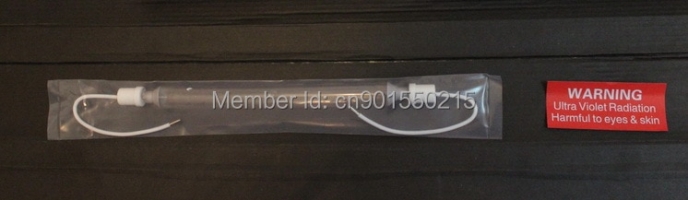 Member Id: cn901550215
WARNING
Ultra Violet Radiation
Harmful to eyes & skin